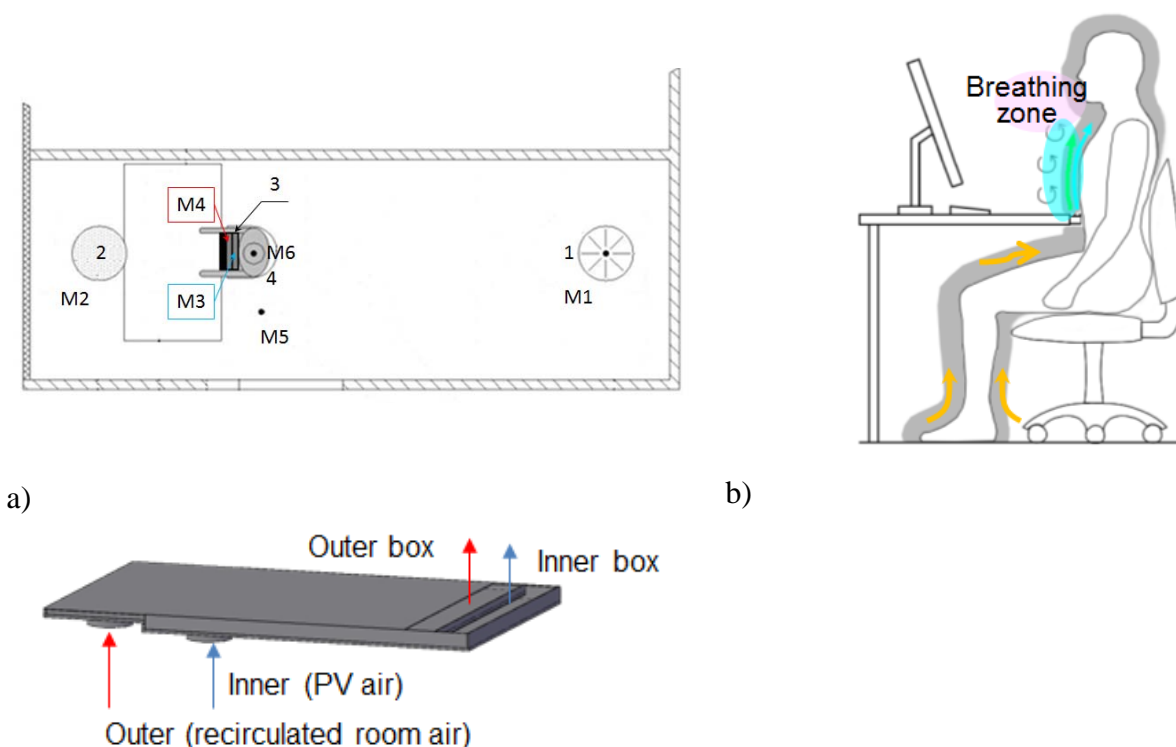 3
M4
2
M6
1
4
M2
M3
M1
M5
a)
Breathing
zone
b)
Outer box
Inner box
Inner (PV air)
Outer (recirculated room air)